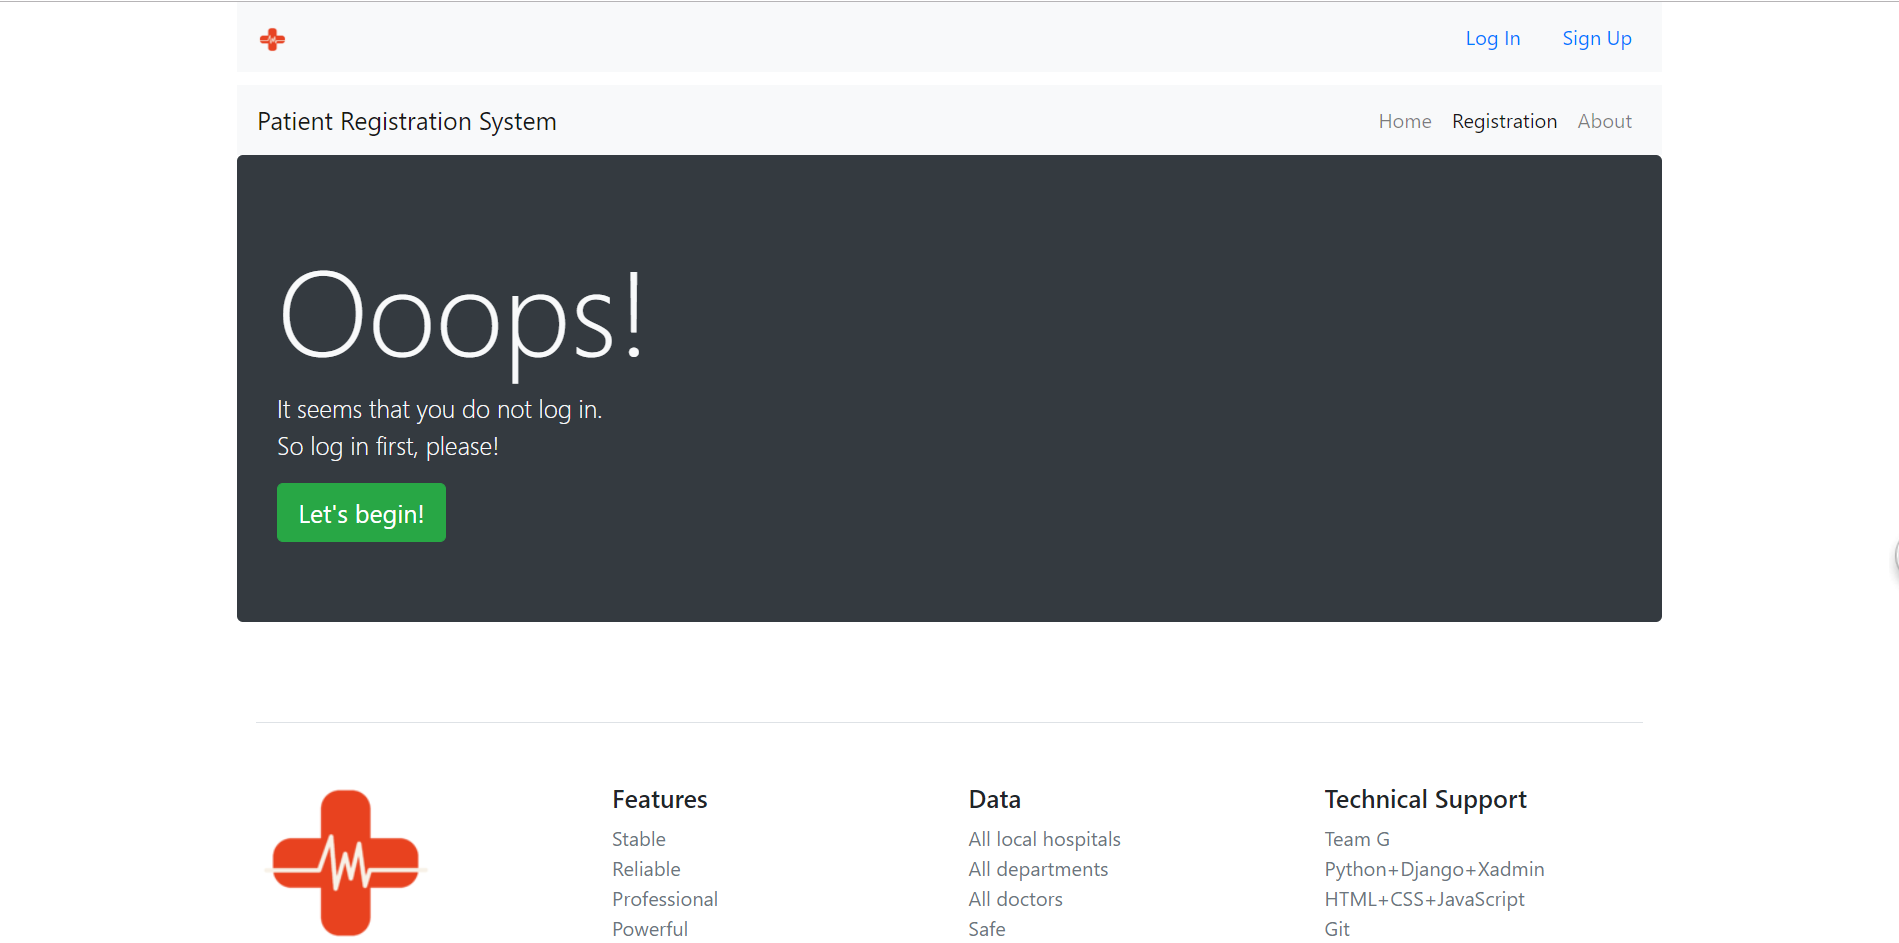 Log In Sign Up
Patient Registration System Home Registration About
Ooops!
It seems that you do not log in.
So log in first, please!
Let's begin!
Features
Stable
Reliable
Professional
Powerful
Data
All local hospitals
All departments
All doctors
Safe
Technical Support
Team G
Python+Django+Xadmin
HTML+CSS+JavaScript
Git